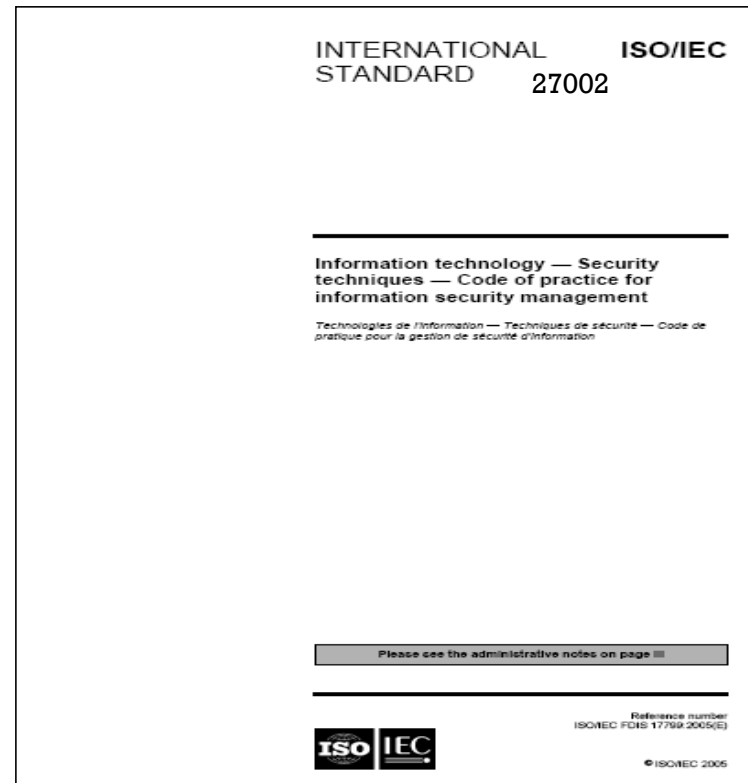 INTERNATIONAL ISO/IEC
STANDARD 27002
Information technology — Security
techniques — Code of practice for
information security management
Technologies de l'information — Techniques de sécurité — Code de
pratique pour la gestion de sécurité d'information
Please see the administrative notes on page iii
Reference number
ISO/IEC FDIS 17799:2005(E)
ISO IEC
© ISO/IEC 2005